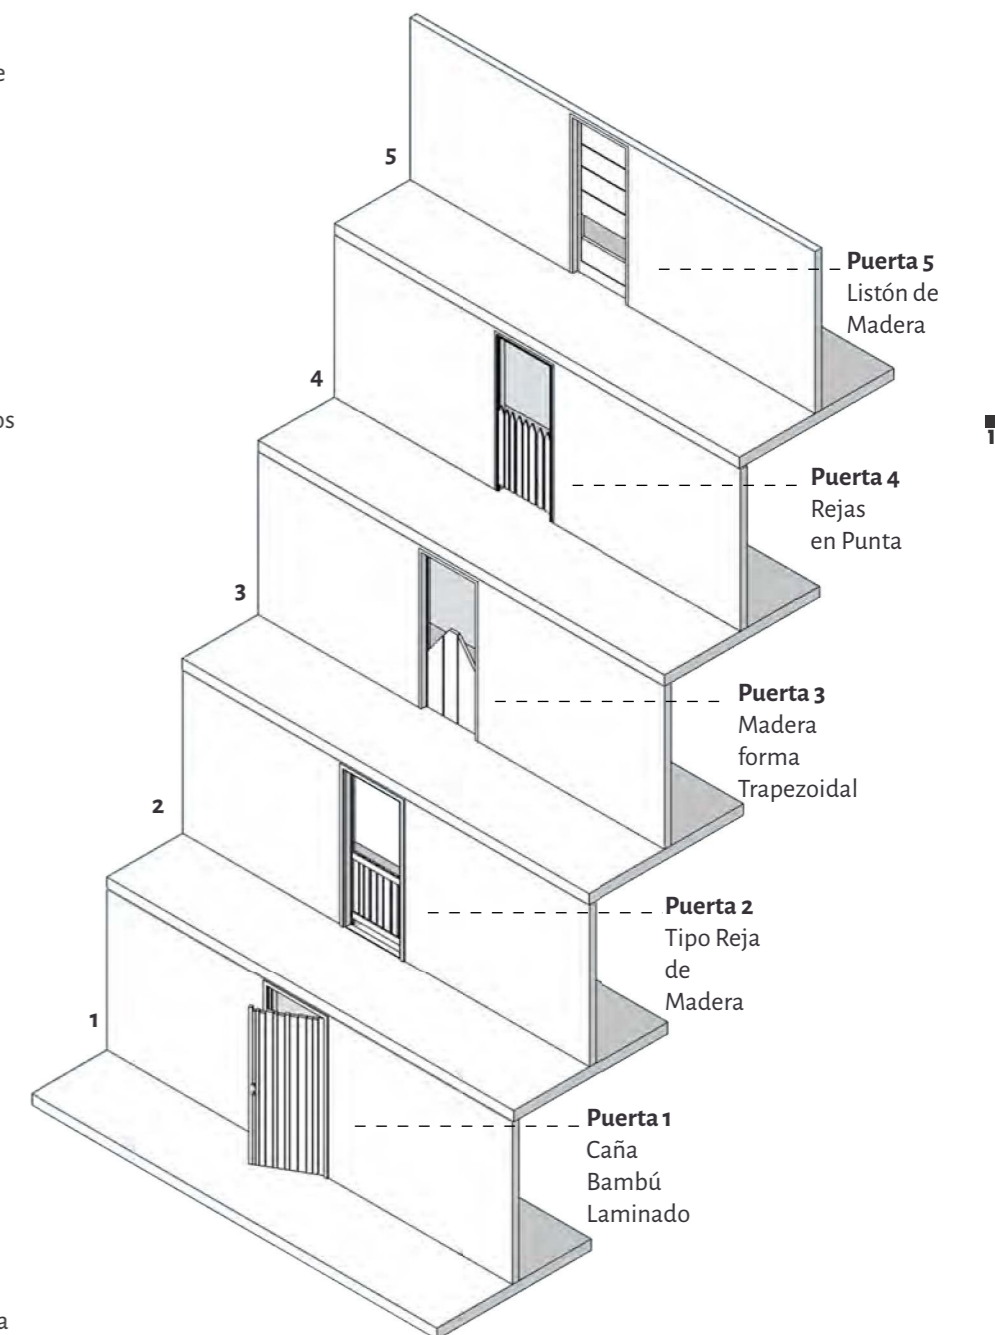 e
5
Puerta 5
Listón de
Madera
4
os
1
Puerta 4
Rejas
en Punta
3
Puerta 3
Madera
forma
Trapezoidal
2
Puerta 2
Tipo Reja
de
Madera
1
Puerta 1
Caña
Bambú
Laminado
a